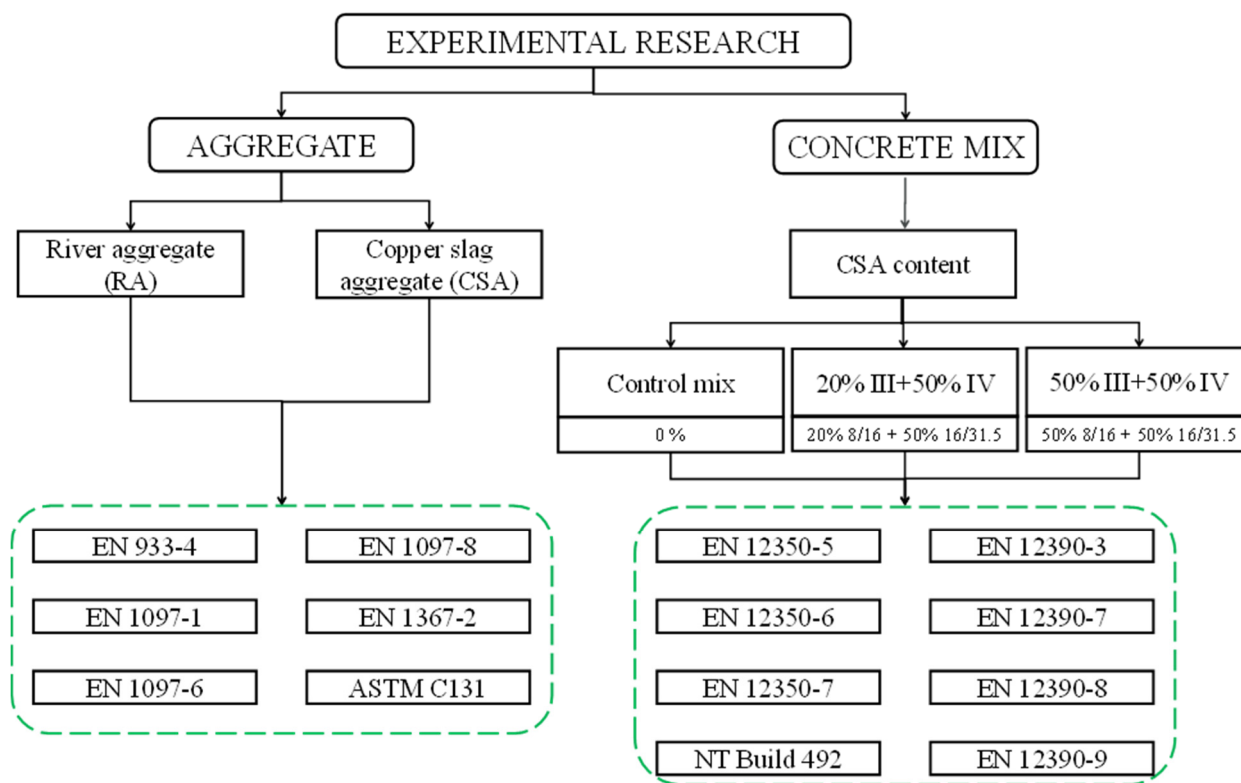 EXPERIMENTAL RESEARCH
AGGREGATE
CONCRETE MIX
River aggregate
(RA)
Copper slag
aggregate (CSA)
CSA content
Control mix
0 %
20% III+50% IV
20% 8/16 + 50% 16/31.5
50% III+50% IV
50% 8/16 + 50% 16/31.5
EN 933-4
EN 1097-8
EN 1097-1
EN 1367-2
EN 1097-6
ASTM C131
EN 12350-5
EN 12390-3
EN 12350-6
EN 12390-7
EN 12350-7
EN 12390-8
NT Build 492
EN 12390-9